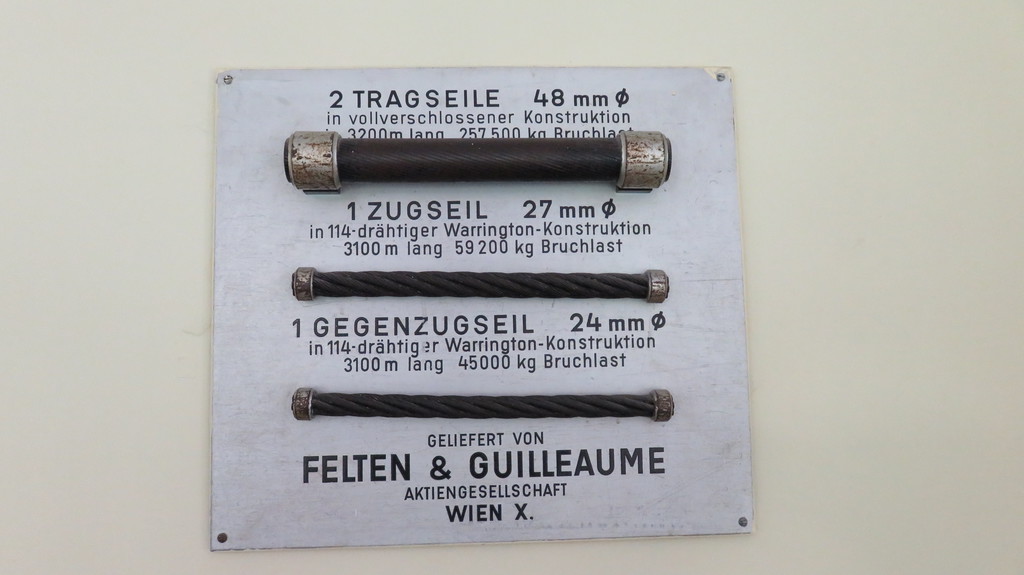 2 TRAGSEILE 48 mm ϕ
in vollverschlossener Konstruktion
3200m lang 257500 kg Bruchlast
1 ZUGSEIL 27 mm ϕ
in 114-drähtiger Warrington-Konstruktion
3100m lang 59200 kg Bruchlast
1 GEGENZUGSEIL 24 mm ϕ
in 114-drähtiger Warrington-Konstruktion
3100m lang 45000 kg Bruchlast
GELIEFERT VON
FELTEN & GUILLEAUME
AKTIENGESELLSCHAFT
WIEN X.